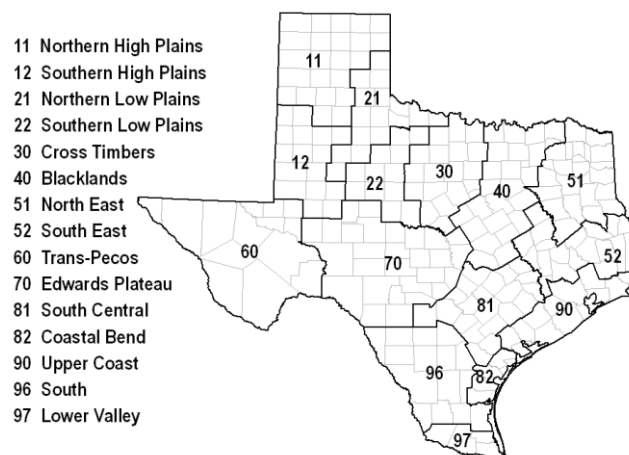 11 Northern High Plains
12 Southern High Plains
21 Northern Low Plains
22 Southern Low Plains
30 Cross Timbers
40 Blacklands
51 North East
52 South East
60 Trans-Pecos
70 Edwards Plateau
81 South Central
82 Coastal Bend
90 Upper Coast
96 South
97 Lower Valley
11
21
12
22
30
40
51
52
60
70
81
90
96
82
97